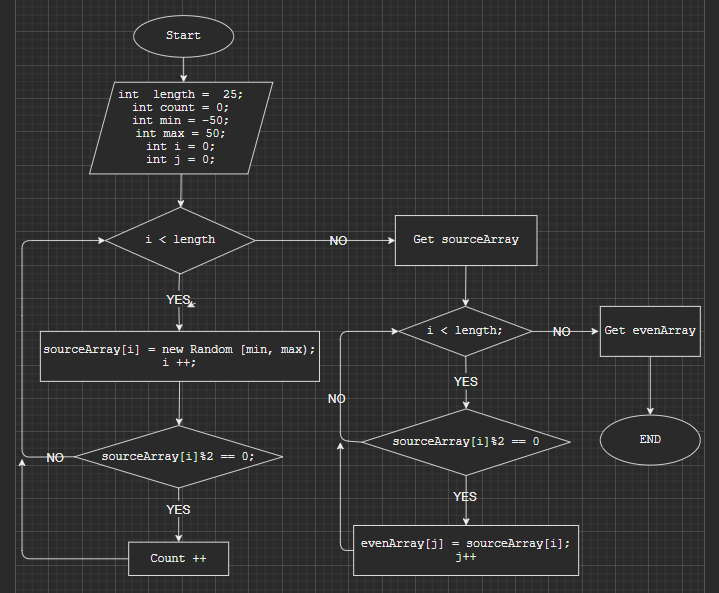 Start
int  length =  25;
int count = 0;
int min = -50;
int max = 50;
int i = 0;
int j = 0;
i < length
NO
Get sourceArray
YES
sourceArray[i] = new Random [min, max);
i ++;
i < length;
NO
Get evenArray
YES
NO
sourceArray[i]%2 == 0
END
sourceArray[i]%2 == 0;
NO
YES
YES
evenArray[j] = sourceArray[i];
j++
Count ++